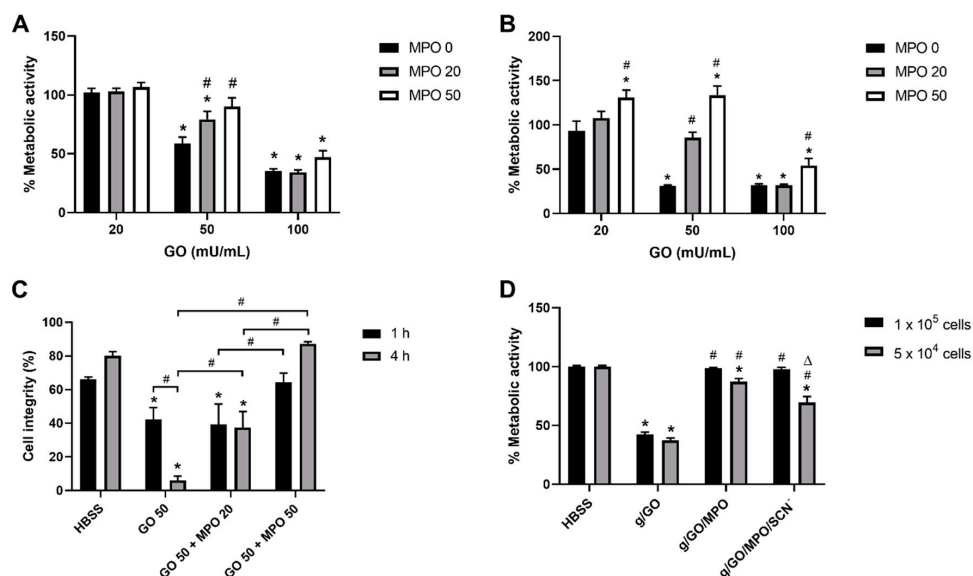 A
% Metabolic activity
150
100
50
0
*
* #
#
*
*
*
20
50
100
GO (mU/mL)
MPO 0
MPO 20
MPO 50
B
% Metabolic activity
200
150
100
50
0
#
*
*
#
#
*
*
*
#
*
20
50
100
GO (mU/mL)
MPO 0
MPO 20
MPO 50
C
Cell integrity (%)
100
80
60
40
20
0
#
#
#
#
#
*
*
*
*
HBSS
GO 50
GO 50 + MPO 20
GO 50 + MPO 50
1 h
4 h
D
% Metabolic activity
150
100
50
0
*
*
#
#
*
#
Δ
#
*
HBSS
g/GO
g/GO/MPO
g/GO/MPO/SCN⁻
1 x 10⁵ cells
5 x 10⁴ cells